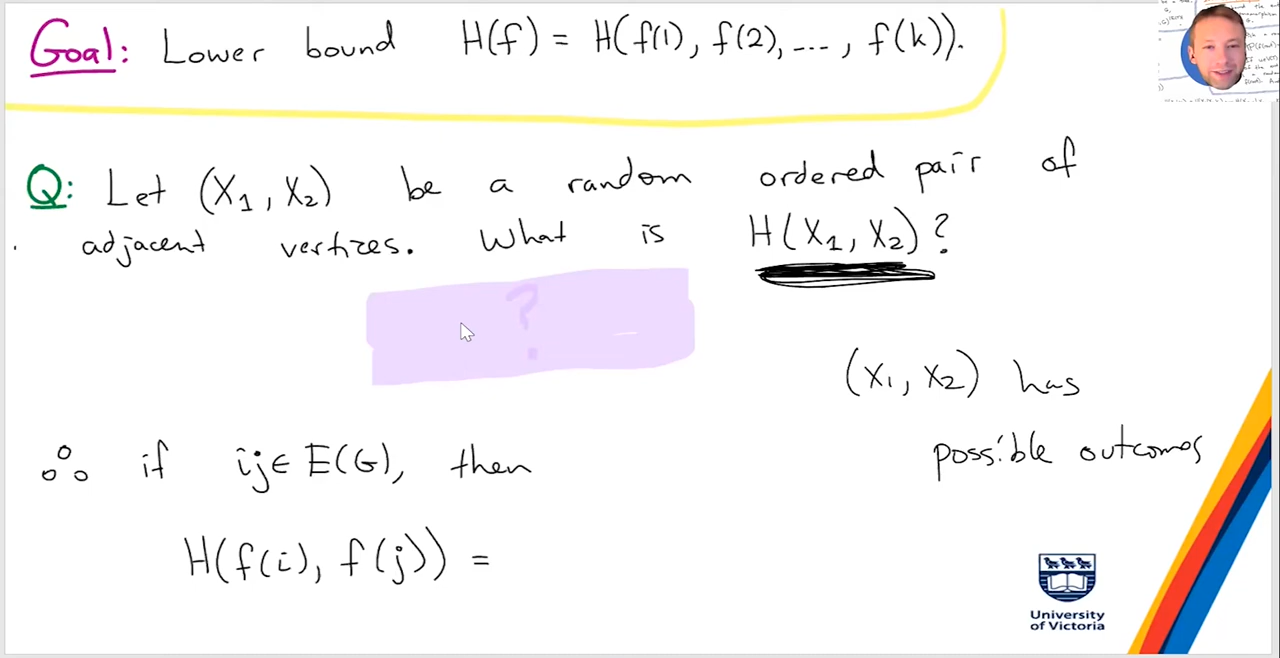 Goal: Lower bound H(f) = H(f(1), f(2), ..., f(k)).
Q: Let (X₁, X₂) be a random ordered pair of
adjacent vertices. What is H(X₁, X₂)?
?
(X₁, X₂) has
possible outcomes
∴ if ij∈ E(G), then
H(f(i), f(j)) =
University
of Victoria